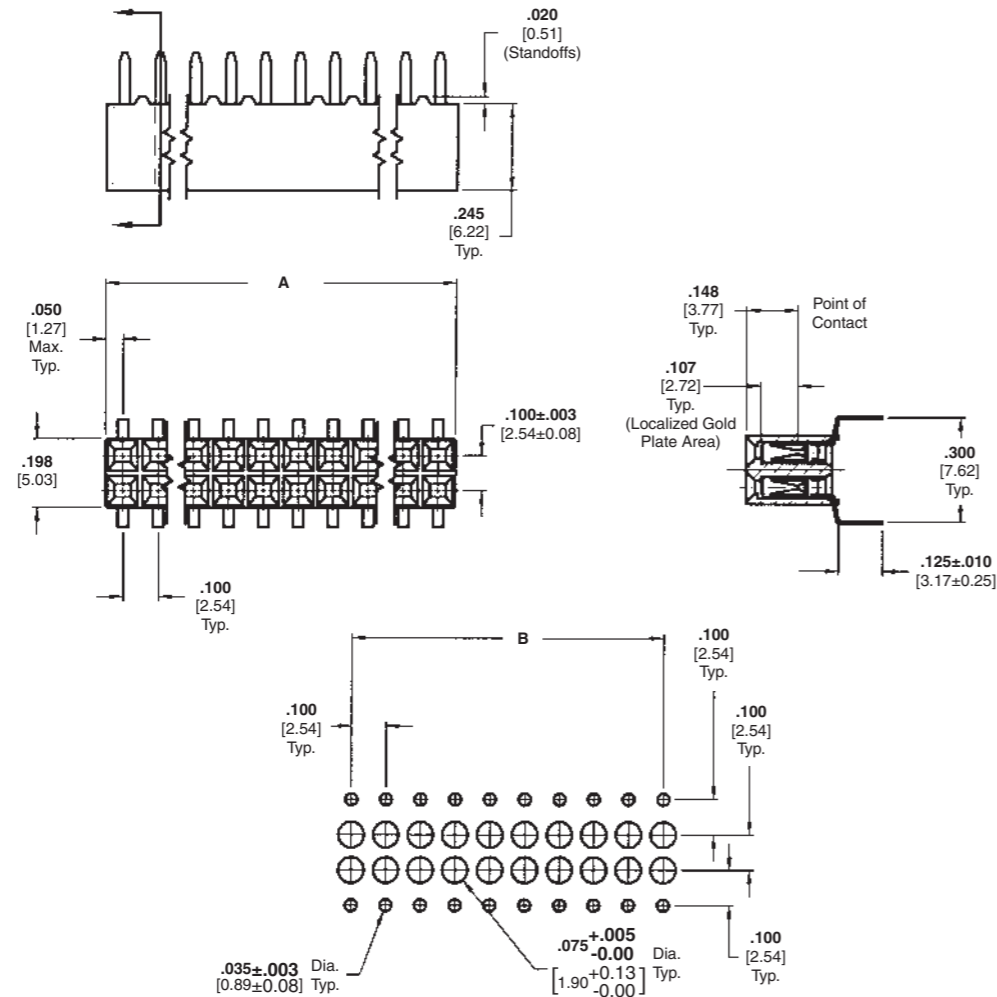 .020
[0.51]
(Standoffs)
.245
[6.22]
Typ.
A
.050
[1.27]
Max.
Typ.
.198
[5.03]
.100±.003
[2.54±0.08]
.100
[2.54]
Typ.
.148
[3.77]
Typ.
Point of
Contact
.107
[2.72]
Typ.
(Localized Gold
Plate Area)
.300
[7.62]
Typ.
.125±.010
[3.17±0.25]
B
.100
[2.54]
Typ.
.100
[2.54]
Typ.
.100
[2.54]
Typ.
.035±.003 Dia.
[0.89±0.08] Typ.
.075 +.005 -0.00 Dia.
[1.90 +0.13 -0.00] Typ.
.100
[2.54]
Typ.